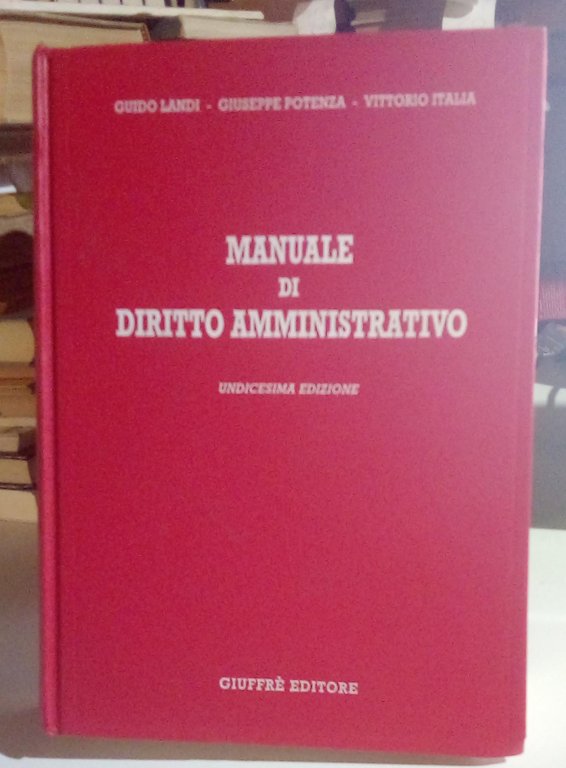 GUIDO LANDI - GIUSEPPE POTENZA - VITTORIO ITALIA
MANUALE
DI
DIRITTO AMMINISTRATIVO
UNDICESIMA EDIZIONE
GIUFFRÈ EDITORE